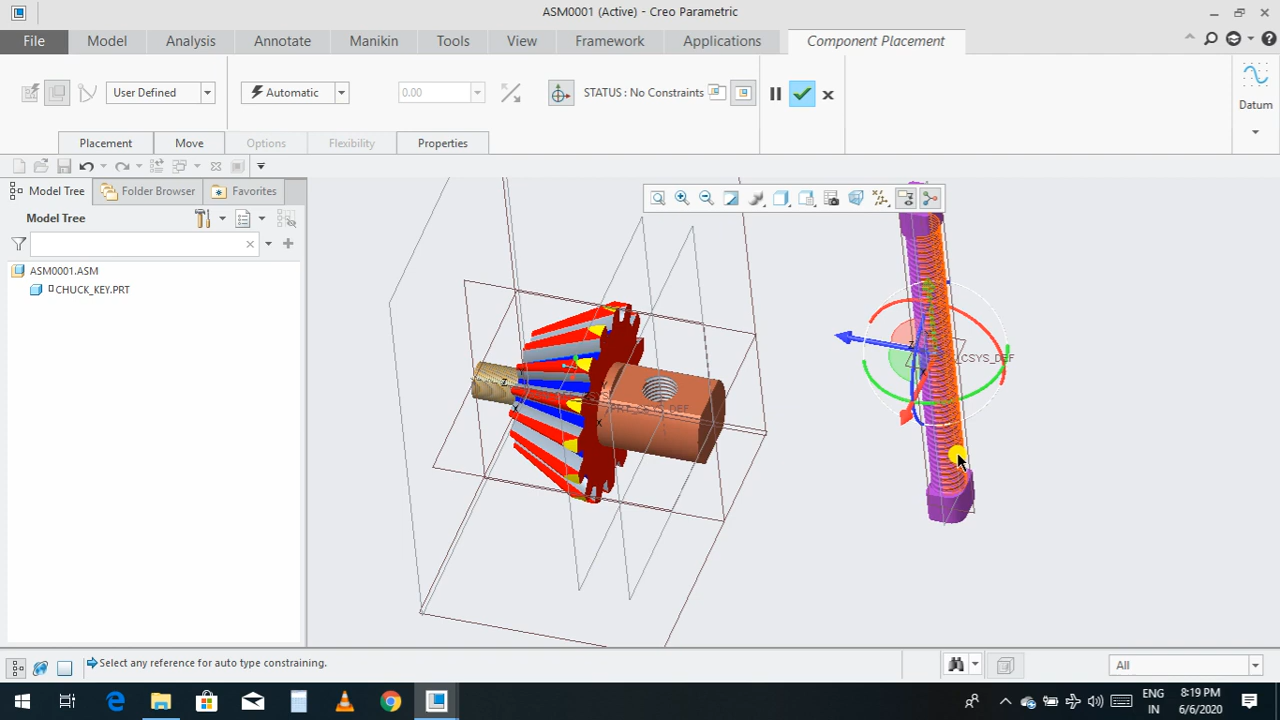 ASM0001 (Active) - Creo Parametric
File Model Analysis Annotate Manikin Tools View Framework Applications Component Placement
User Defined Automatic 0.00 STATUS : No Constraints Datum
Placement Move Options Flexibility Properties
Model Tree Folder Browser Favorites
Model Tree
ASM0001.ASM
CHUCK_KEY.PRT
CSYS_DEF
PRT_CSYS_DEF
Z
X
Select any reference for auto type constraining.
All
ENG
IN
8:19 PM
6/6/2020